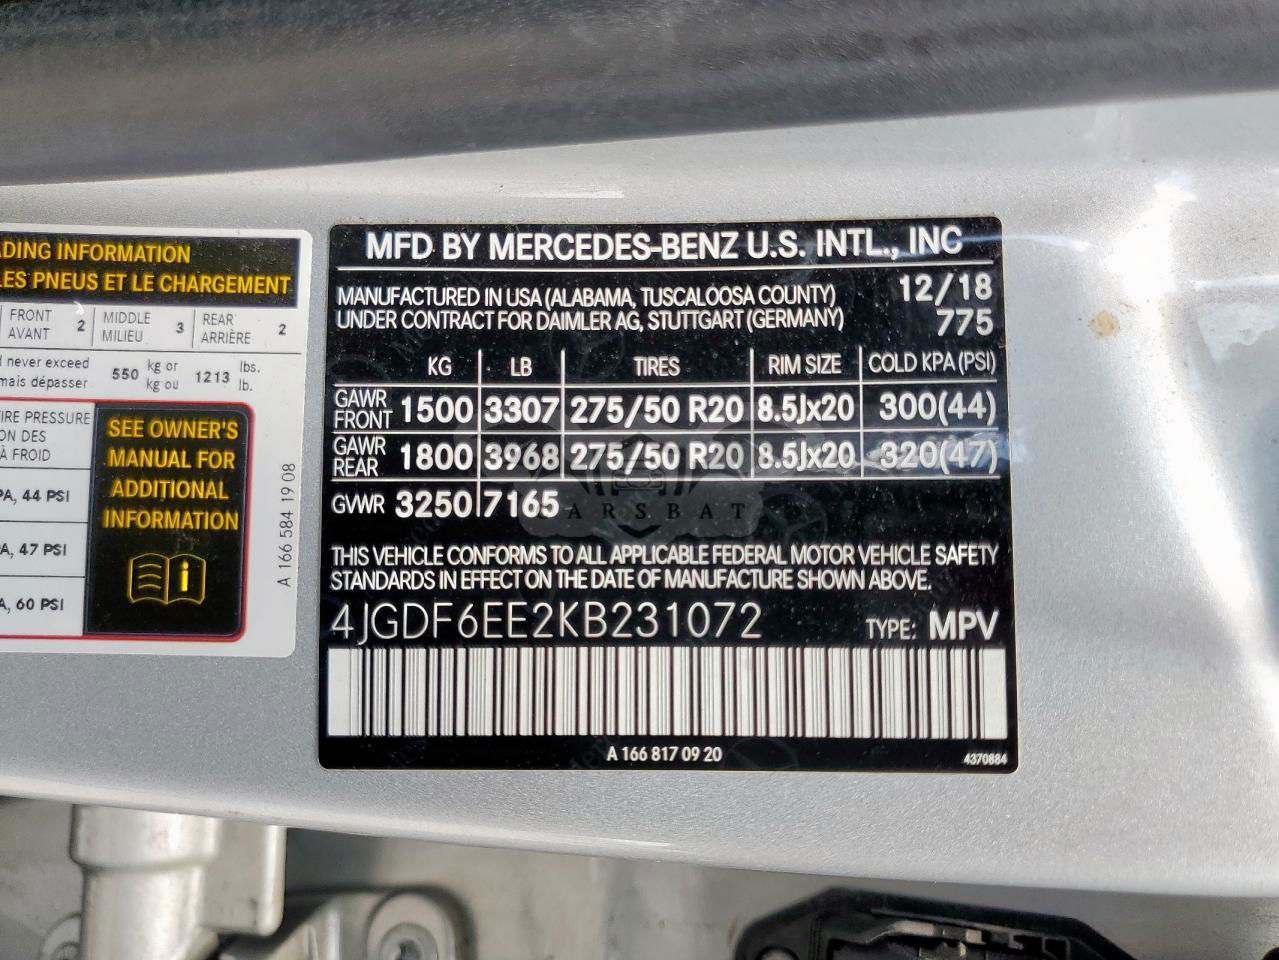 ADING INFORMATION
LES PNEUS ET LE CHARGEMENT
FRONT AVANT 2 MIDDLE MILIEU 3 REAR ARRIÈRE 2
never exceed 550 kg or 1213 lbs.
mais dépasser kg ou lb.
IRE PRESSURE
ON DES
À FROID
PA, 44 PSI
PA, 47 PSI
A, 60 PSI
SEE OWNER'S
MANUAL FOR
ADDITIONAL
INFORMATION
i
A 166 584 19 08
MFD BY MERCEDES-BENZ U.S. INTL., INC
MANUFACTURED IN USA (ALABAMA, TUSCALOOSA COUNTY) 12/18
UNDER CONTRACT FOR DAIMLER AG, STUTTGART (GERMANY) 775
KG LB TIRES RIM SIZE COLD KPA(PSI)
GAWR FRONT 1500 3307 275/50 R20 8.5Jx20 300(44)
GAWR REAR 1800 3968 275/50 R20 8.5Jx20 320(47)
GVWR 3250 7165
ARSBAT
THIS VEHICLE CONFORMS TO ALL APPLICABLE FEDERAL MOTOR VEHICLE SAFETY
STANDARDS IN EFFECT ON THE DATE OF MANUFACTURE SHOWN ABOVE.
4JGDF6EE2KB231072 TYPE: MPV
A 166 817 09 20
4370884